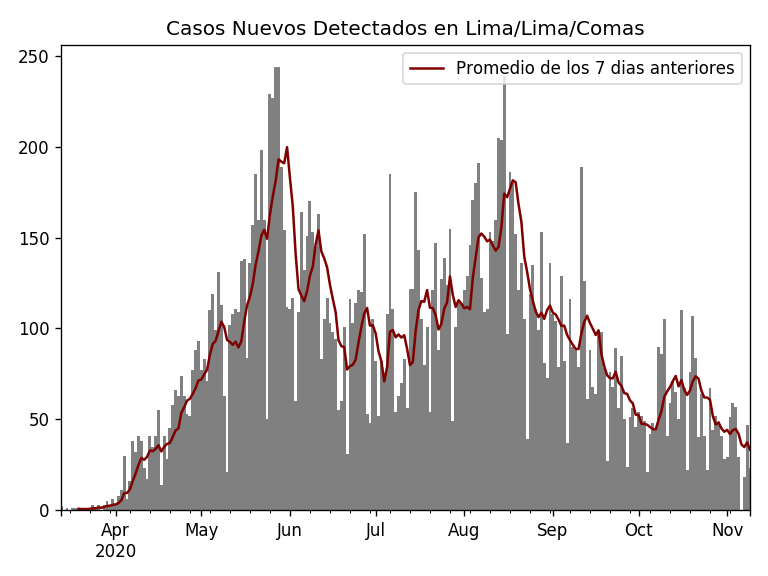 Casos Nuevos Detectados en Lima/Lima/Comas
Promedio de los 7 dias anteriores
250
200
150
100
50
0
Apr May Jun Jul Aug Sep Oct Nov
2020